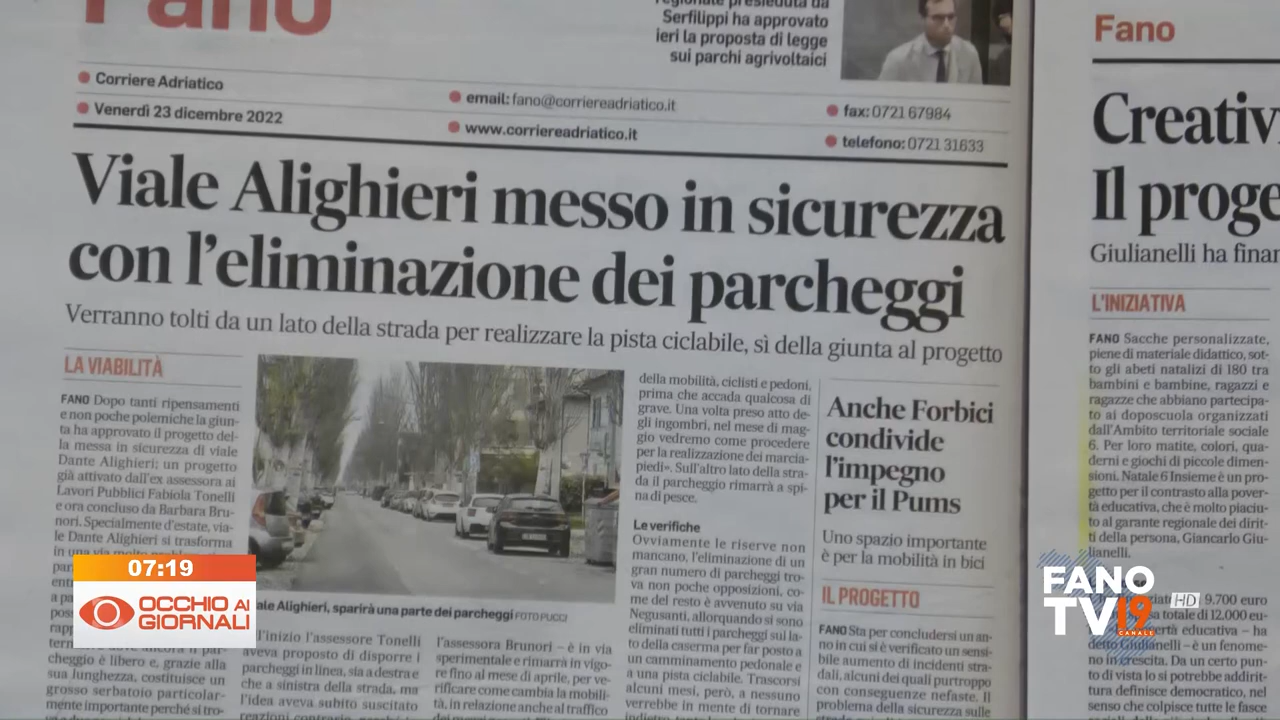 Fano
regionale presieduta da
Serfilippi ha approvato
ieri la proposta di legge
sui parchi agrivoltaici
Corriere Adriatico
Venerdì 23 dicembre 2022
email: fano@corriereadriatico.it
www.corriereadriatico.it
fax: 0721 67984
telefono: 0721 31633
Viale Alighieri messo in sicurezza
con l'eliminazione dei parcheggi
Verranno tolti da un lato della strada per realizzare la pista ciclabile, sì della giunta al progetto
LA VIABILITÀ
FANO Dopo tanti ripensamenti
e non poche polemiche la giun-
ta ha approvato il progetto del-
la messa in sicurezza di viale
Dante Alighieri; un progetto
già attivato dall'ex assessora ai
Lavori Pubblici Fabiola Tonelli
e ora concluso da Barbara Bru-
nori. Specialmente d'estate, via-
le Dante Alighieri si trasforma
in una via molto
cheggio è libero e, grazie alla
sua lunghezza, costituisce un
grosso serbatoio particolar-
mente importante perché si tro-
ale Alighieri, sparirà una parte dei parcheggi FOTO PUCCI
l'inizio l'assessore Tonelli
aveva proposto di disporre i
parcheggi in linea, sia a destra e
che a sinistra della strada, ma
l'idea aveva subito suscitato
reazioni contrarie
l'assessora Brunori – è in via
sperimentale e rimarrà in vigo-
re fino al mese di aprile, per ve-
rificare come cambia la mobili-
tà, in relazione anche al traffico
della mobilità, ciclisti e pedoni,
prima che accada qualcosa di
grave. Una volta preso atto de-
gli ingombri, nel mese di mag-
gio vedremo come procedere
per la realizzazione dei marcia-
piedi». Sull'altro lato della stra-
da il parcheggio rimarrà a spi-
na di pesce.
Le verifiche
Ovviamente le riserve non
mancano, l'eliminazione di un
gran numero di parcheggi tro-
va non poche opposizioni, co-
me del resto è avvenuto su via
Negusanti, allorquando si sono
eliminati tutti i parcheggi sul la-
to della caserma per far posto a
un camminamento pedonale e
a una pista ciclabile. Trascorsi
alcuni mesi, però, a nessuno
verrebbe in mente di tornare
Anche Forbici
condivide
l'impegno
per il Pums
Uno spazio importante
è per la mobilità in bici
IL PROGETTO
FANO Sta per concludersi un an-
no in cui si è verificato un sensi-
bile aumento di incidenti stra-
dali, alcuni dei quali purtroppo
con conseguenze nefaste. Il
problema della sicurezza sulle
Fano
Creativ
Il proge
Giulianelli ha finan
L'INIZIATIVA
FANO Sacche personalizzate,
piene di materiale didattico, sot-
to gli abeti natalizi di 180 tra
bambini e bambine, ragazzi e
ragazze che abbiano partecipa-
to ai doposcuola organizzati
dall'Ambito territoriale sociale
6. Per loro matite, colori, qua-
derni e giochi di piccole dimen-
sioni. Natale 6 Insieme è un pro-
getto per il contrasto alla pover-
tà educativa, che è molto piaciu-
to al garante regionale dei dirit-
ti della persona, Giancarlo Giu-
lianelli.
9.700 euro
totale di 12.000 eu-
povertà educativa – ha
detto Giulianelli – è un fenome-
no in crescita. Da un certo pun-
to di vista lo si potrebbe addirit-
tura definire democratico, nel
senso che colpisce tutte le fasce
07:19
OCCHIO AI
GIORNALI
FANO
TV 19 HD
CANALE